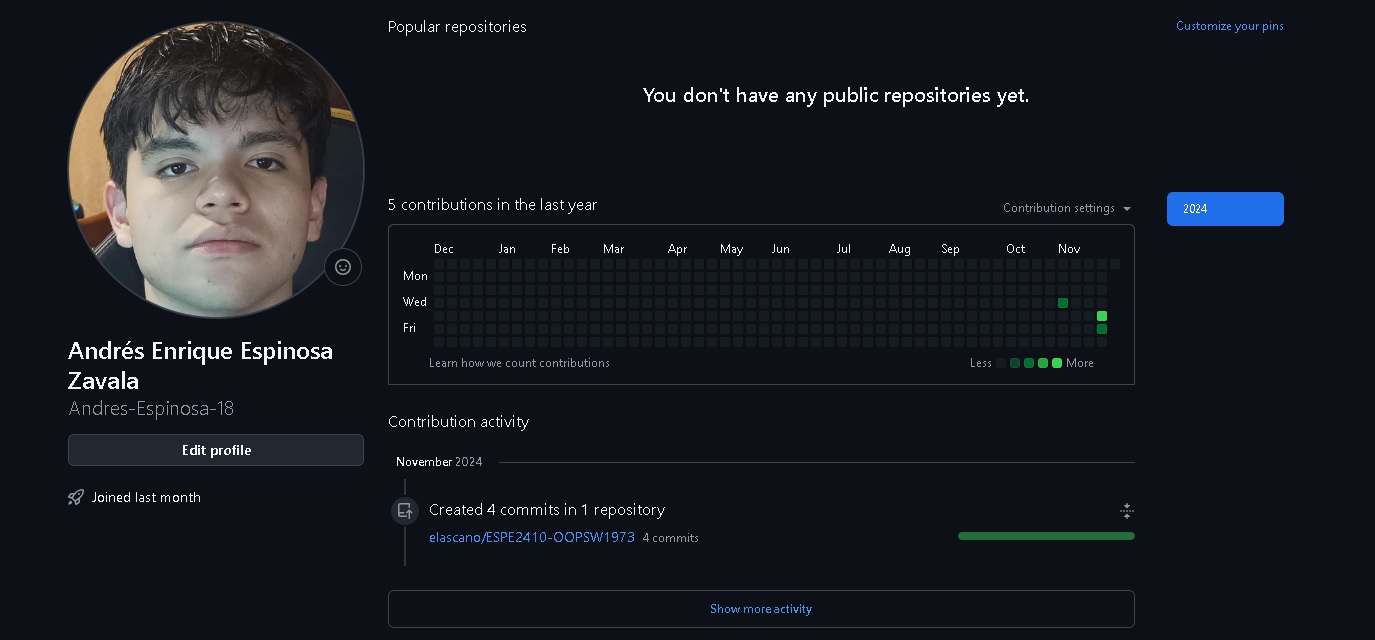 Popular repositories
Customize your pins
You don't have any public repositories yet.
5 contributions in the last year
Contribution settings
2024
Dec Jan Feb Mar Apr May Jun Jul Aug Sep Oct Nov
Mon
Wed
Fri
Learn how we count contributions
Less More
Andrés Enrique Espinosa
Zavala
Andres-Espinosa-18
Edit profile
Joined last month
Contribution activity
November 2024
Created 4 commits in 1 repository
elascano/ESPE2410-OOPSW1973 4 commits
Show more activity